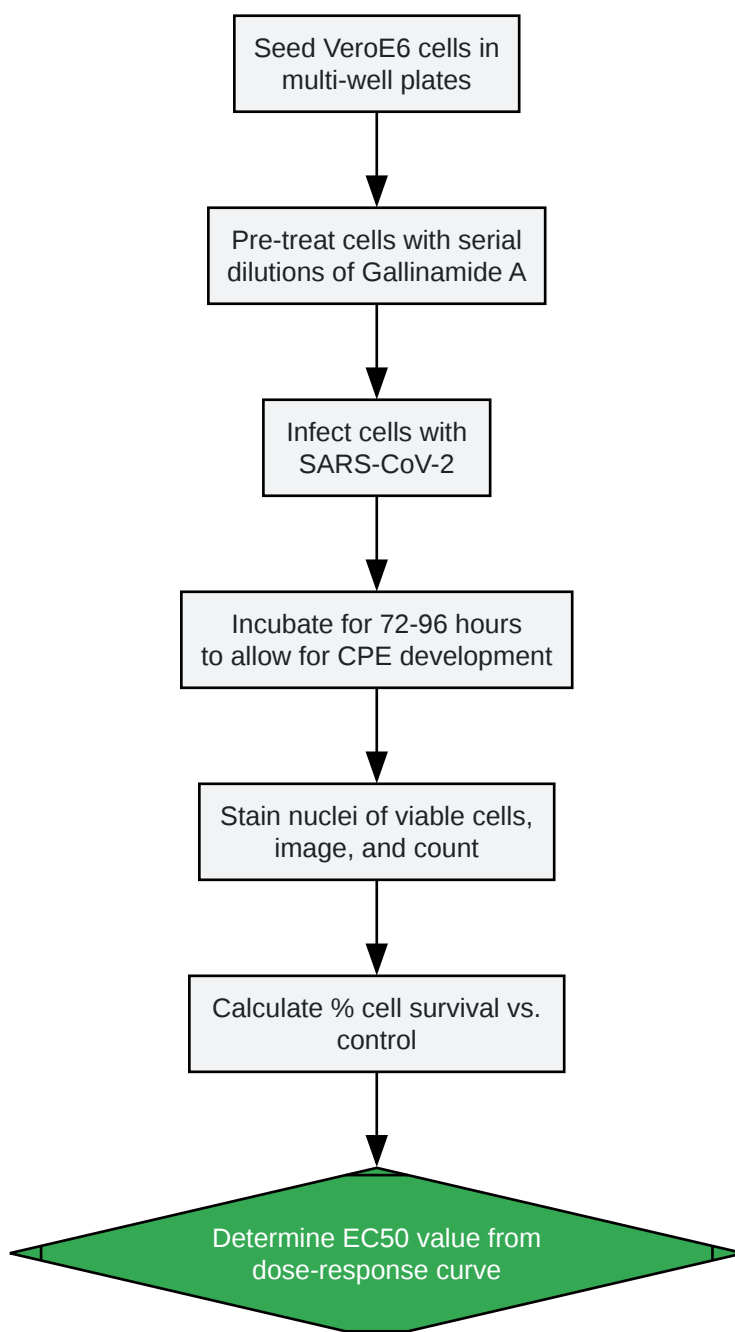 Seed VeroE6 cells in
multi-well plates
Pre-treat cells with serial
dilutions of Gallinamide A
Infect cells with
SARS-CoV-2
Incubate for 72-96 hours
to allow for CPE development
Stain nuclei of viable cells,
image, and count
Calculate % cell survival vs.
control
Determine EC50 value from
dose-response curve